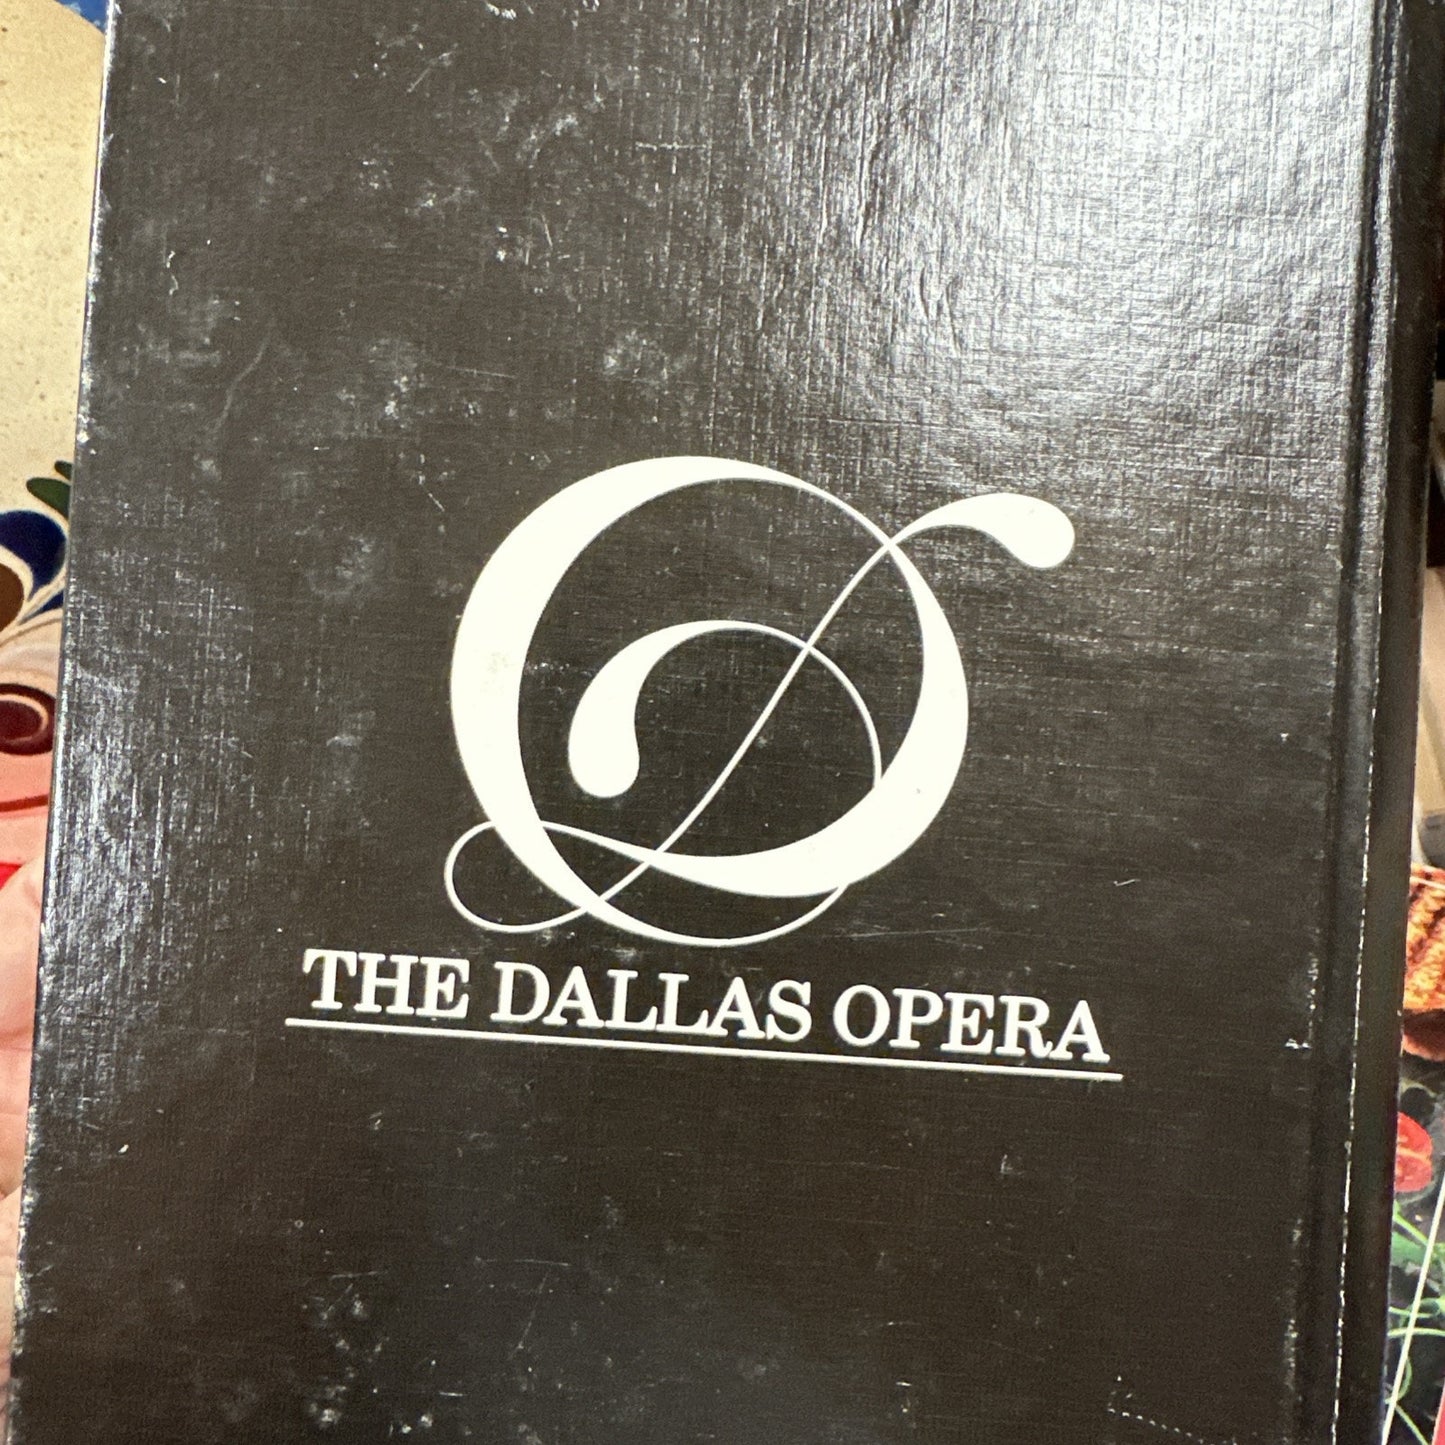 THE DALLAS OPERA